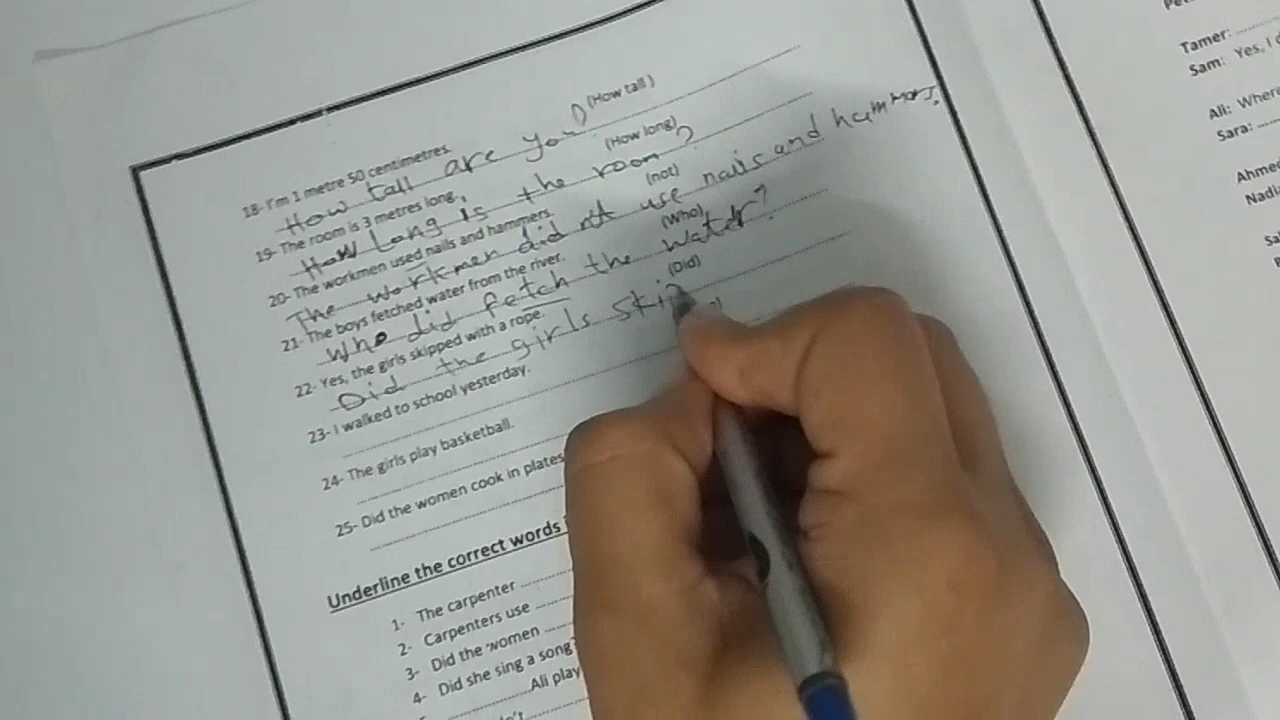 18- I'm 1 metre 50 centimetres. (How tall)
How tall are you?
19- The room is 3 metres long. (How long)
How Long Is the room?
20- The workmen used nails and hammers. (not)
The workmen did not use nails and hammers.
21- The boys fetched water from the river. (Who)
Who did fetch the water?
22- Yes, the girls skipped with a rope. (Did)
Did the girls skip
23- I walked to school yesterday.
24- The girls play basketball.
25- Did the women cook in plates
Underline the correct words
1- The carpenter
2- Carpenters use
3- Did the women
4- Did she sing a song?
Ali play
Tamer:
Sam: Yes, I
Ali: Where
Sara: